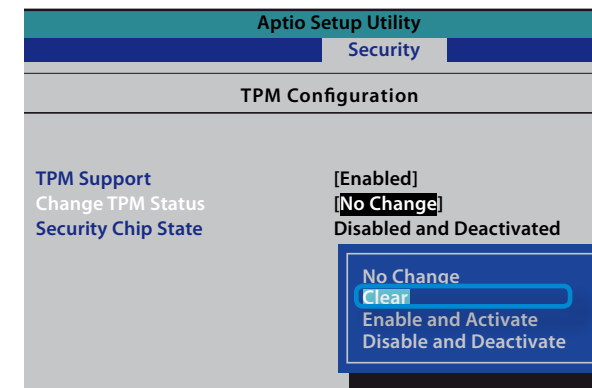 Aptio Setup Utility
Security
TPM Configuration
TPM Support [Enabled]
Change TPM Status [No Change]
Security Chip State Disabled and Deactivated
No Change
Clear
Enable and Activate
Disable and Deactivate